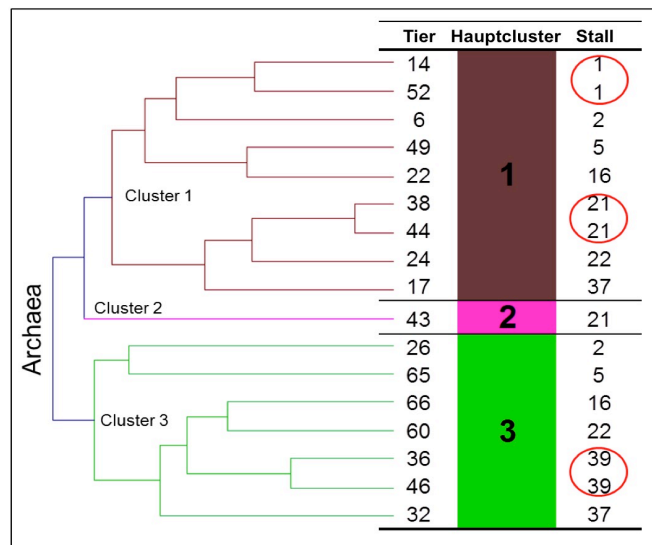 Tier Hauptcluster Stall
14 1
52 1
6 2
49 5
22 16
1
Cluster 1
38 21
44 21
24 22
17 37
Cluster 2
43 2 21
Archaea
26 2
65 5
66 16
Cluster 3
60 3 22
36 39
46 39
32 37